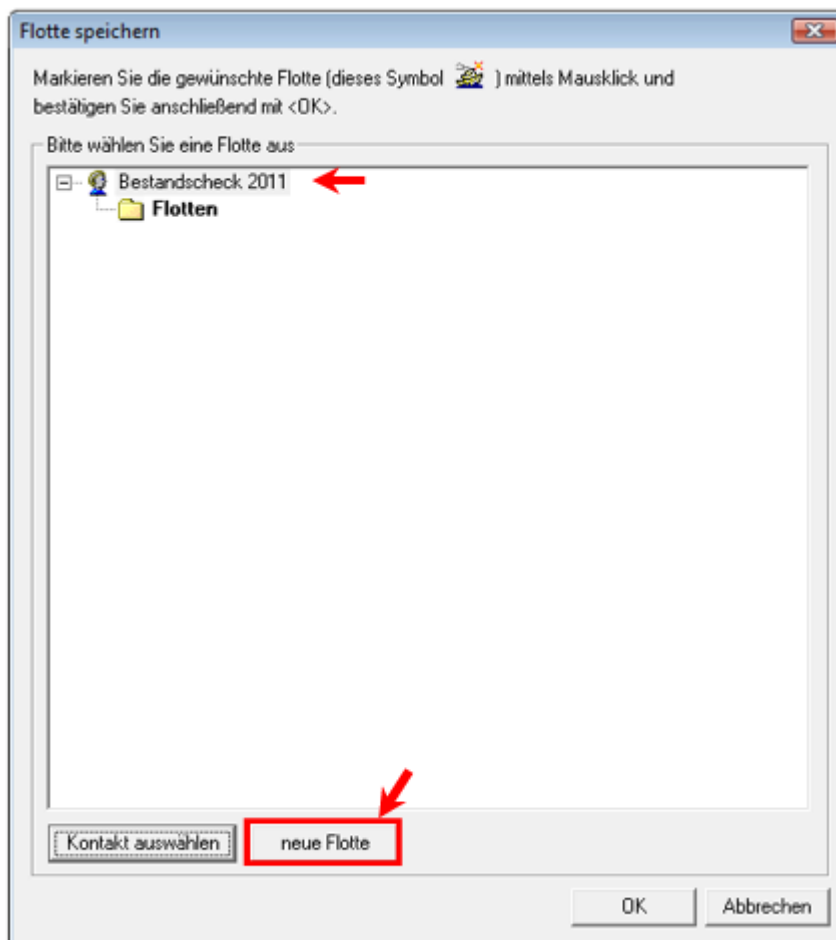 Flotte speichern
Markieren Sie die gewünschte Flotte (dieses Symbol ) mittels Mausklick und
bestätigen Sie anschließend mit <OK>.
Bitte wählen Sie eine Flotte aus
Bestandscheck 2011
Flotten
Kontakt auswählen neue Flotte
OK Abbrechen